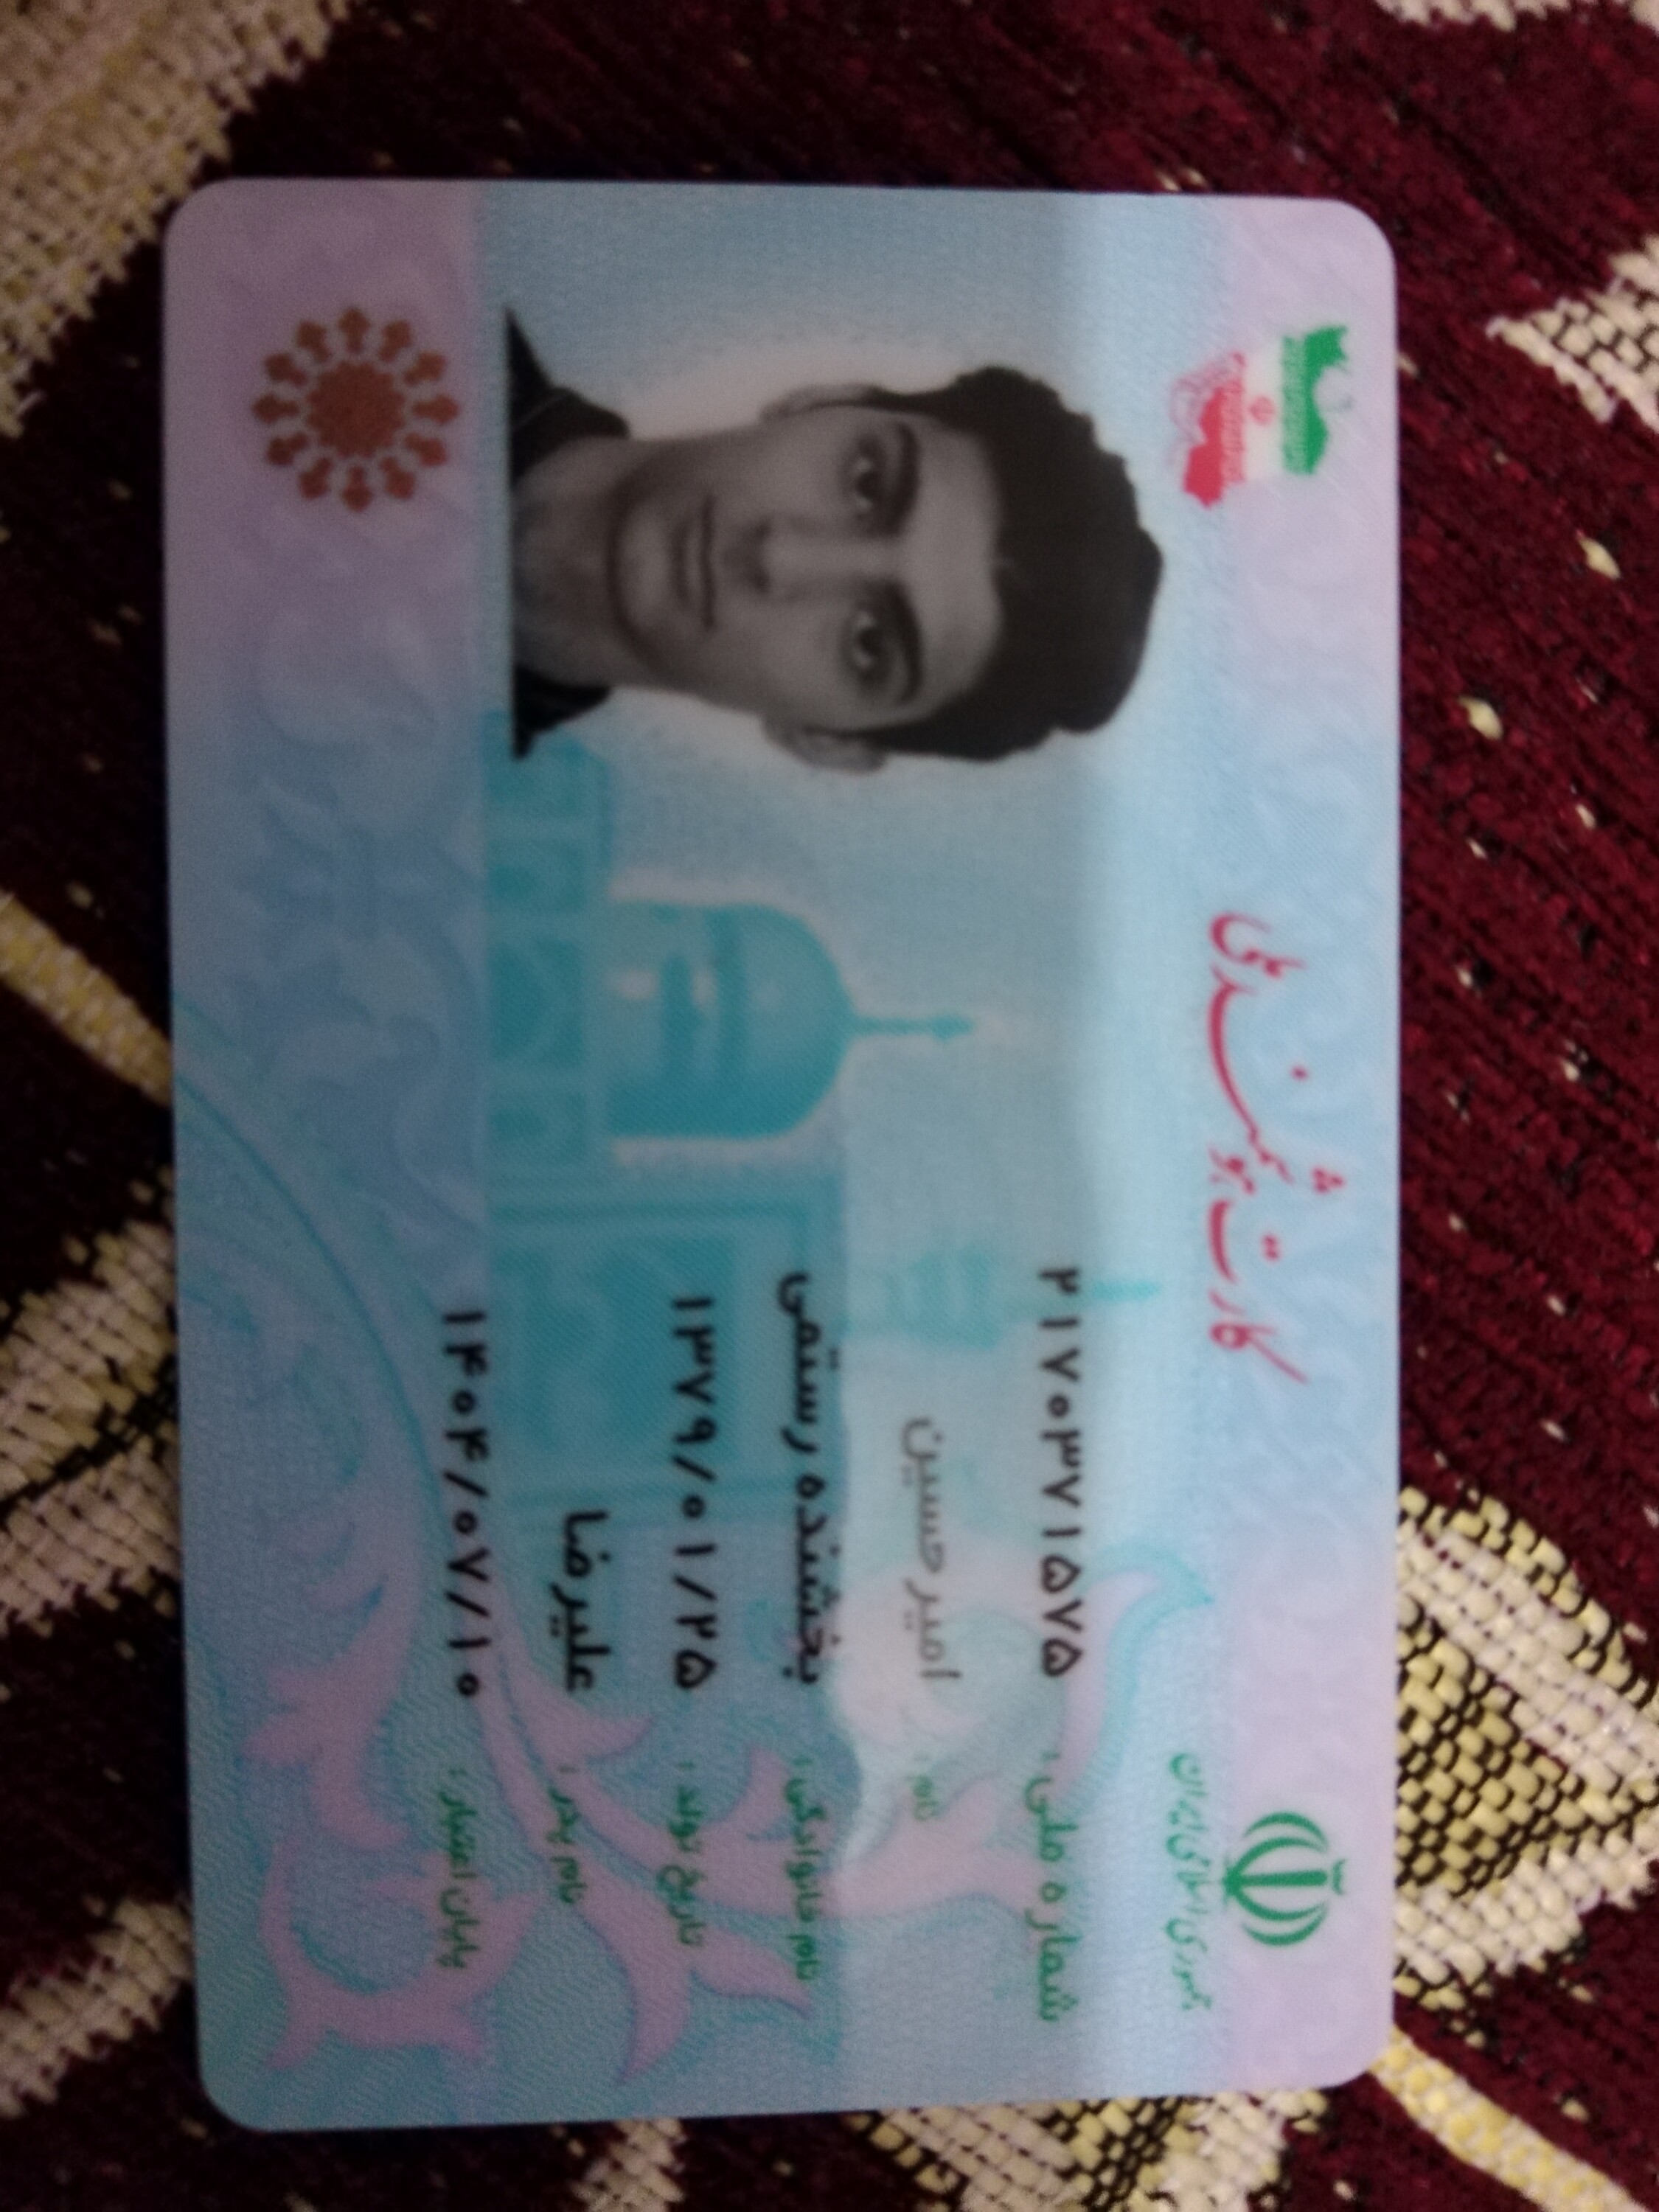 کارت هوشمند ملی
جمهوری اسلامی ایران
شماره ملی: ۲۱۷۰۳۷۱۵۷۵
نام: امیرحسین
نام خانوادگی: بخشنده رستمی
تاریخ تولد: ۱۳۷۹/۰۱/۲۵
نام پدر: علیرضا
پایان اعتبار: ۱۴۰۴/۰۷/۱۰